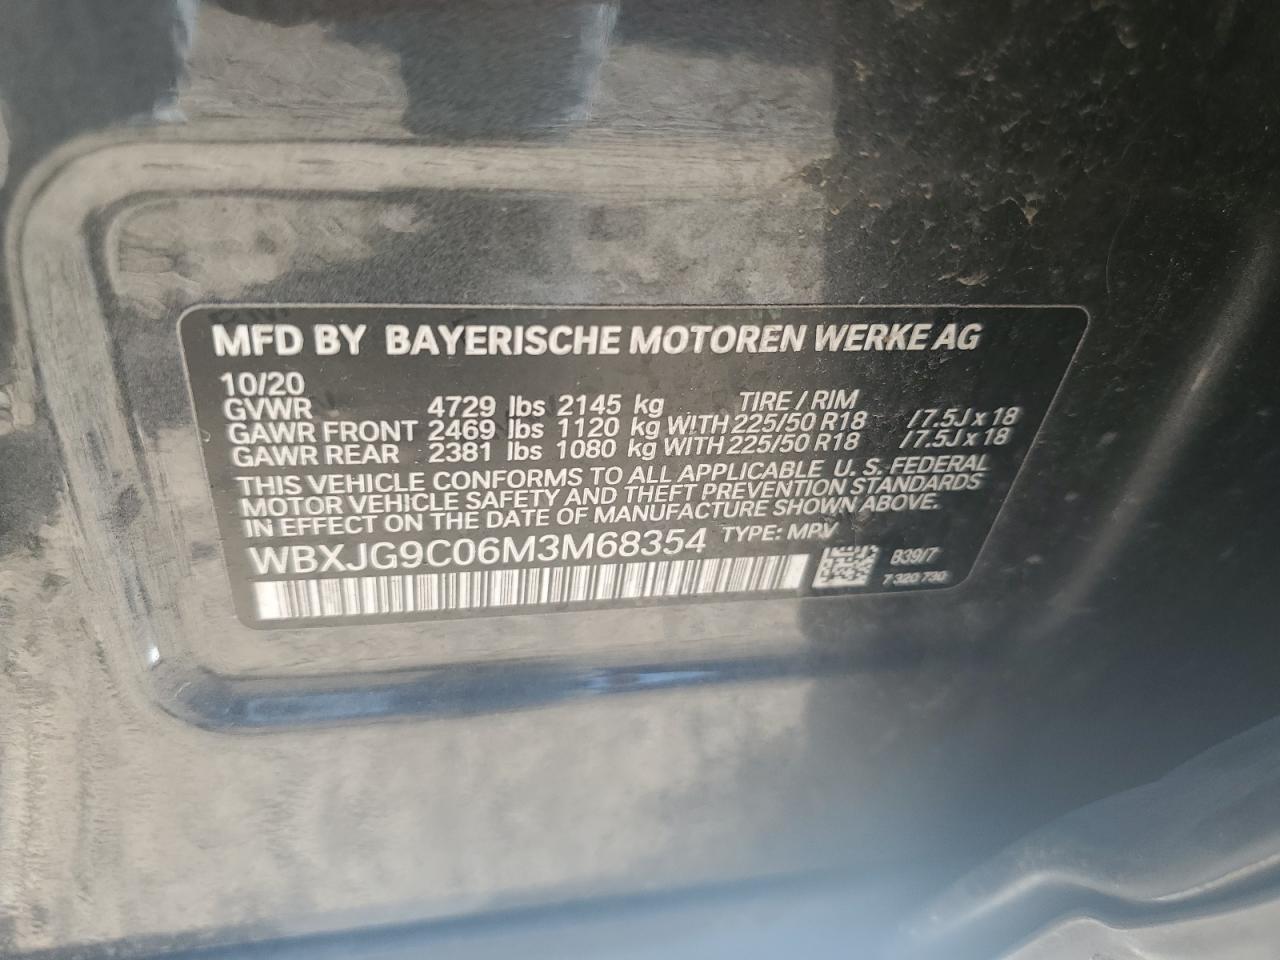 MFD BY BAYERISCHE MOTOREN WERKE AG
10/20
GVWR 4729 lbs 2145 kg TIRE / RIM
GAWR FRONT 2469 lbs 1120 kg WITH 225/50 R18 /7.5J x 18
GAWR REAR 2381 lbs 1080 kg WITH 225/50 R18 /7.5J x 18
THIS VEHICLE CONFORMS TO ALL APPLICABLE U. S. FEDERAL
MOTOR VEHICLE SAFETY AND THEFT PREVENTION STANDARDS
IN EFFECT ON THE DATE OF MANUFACTURE SHOWN ABOVE.
WBXJG9C06M3M68354 TYPE: MPV
B39/7
7 320 730